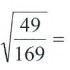 √(49/169) =